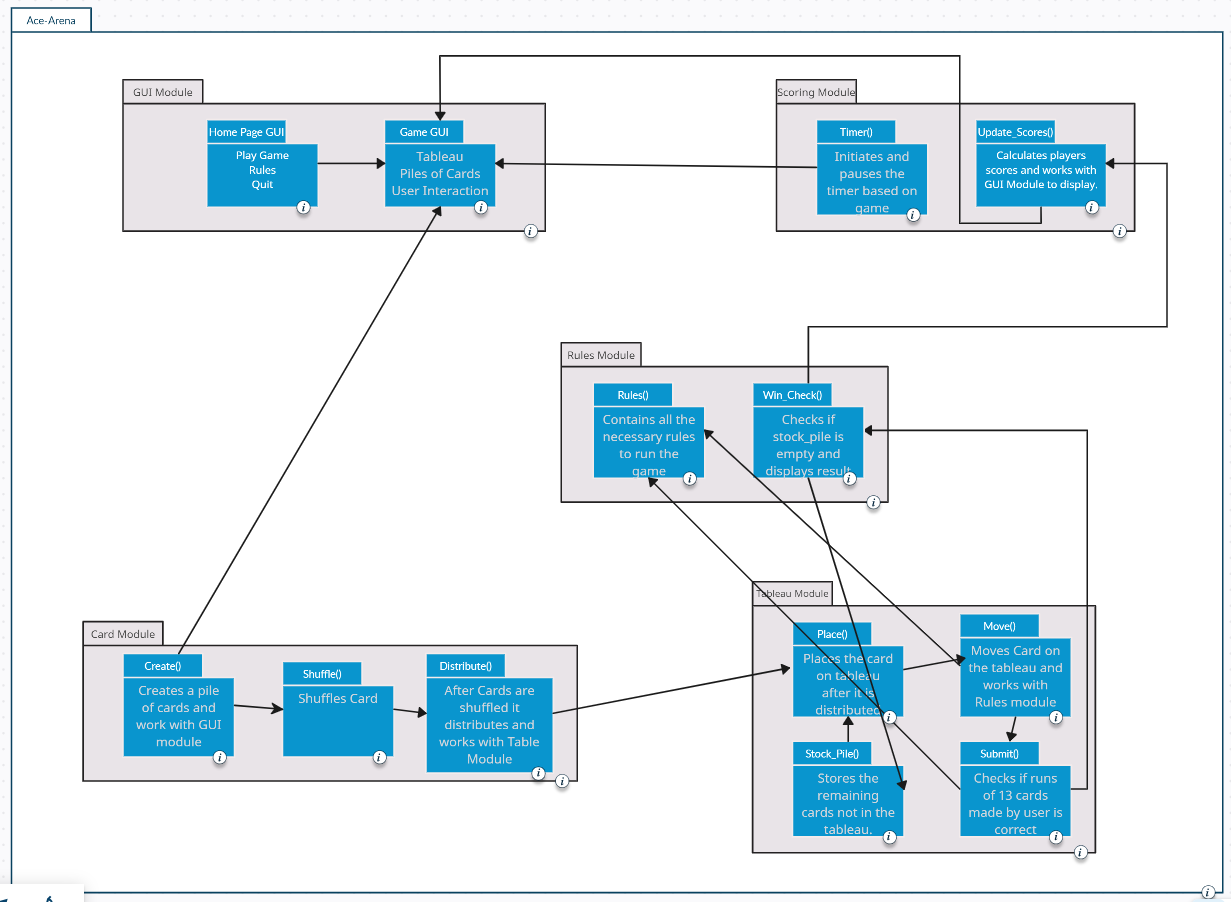 Ace-Arena
GUI Module
Home Page GUI
Play Game
Rules
Quit
Game GUI
Tableau
Piles of Cards
User Interaction
Scoring Module
Timer()
Initiates and
pauses the
timer based on
game
Update_Scores()
Calculates players
scores and works with
GUI Module to display.
Rules Module
Rules()
Contains all the
necessary rules
to run the
game
Win_Check()
Checks if
stock_pile is
empty and
displays result
Card Module
Create()
Creates a pile
of cards and
work with GUI
module
Shuffle()
Shuffles Card
Distribute()
After Cards are
shuffled it
distributes and
works with Table
Module
Tableau Module
Place()
Places the card
on tableau
after it is
distributed
Move()
Moves Card on
the tableau and
works with
Rules module
Stock_Pile()
Stores the
remaining
cards not in the
tableau.
Submit()
Checks if runs
of 13 cards
made by user is
correct